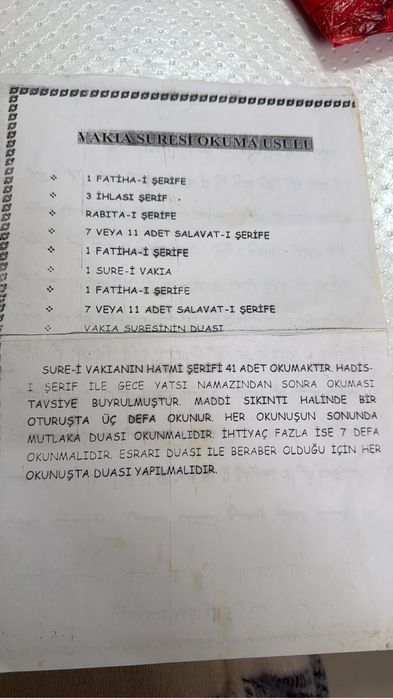 VAKIA SURESİ OKUMA USULU
1 FATİHA-İ ŞERİFE
3 İHLASI ŞERİF
RABITA-I ŞERİFE
7 VEYA 11 ADET SALAVAT-I ŞERİFE
1 FATİHA-İ ŞERİFE
1 SURE-İ VAKIA
1 FATİHA-I ŞERİFE
7 VEYA 11 ADET SALAVAT-I ŞERİFE
VAKIA SURESİNİN DUASI
SURE-İ VAKIANIN HATMİ ŞERİFİ 41 ADET OKUMAKTJR. HADİS-
İ ŞERİF İLE GECE YATSI NAMAZINDAN SONRA OKUMASI
TAVSİYE BUYRULMUŞTUR. MADDİ SIKINTI HALİNDE BİR
OTURUŞTA ÜÇ DEFA OKUNUR. HER OKUNUŞUN SONUNDA
MUTLAKA DUASI OKUNMALIDIR. İHTİYAÇ FAZLA İSE 7 DEFA
OKUNMALIDIR. ESRARI DUASI İLE BERABER OLDUĞU İÇİN HER
OKUNUŞTA DUASI YAPILMALIDIR.